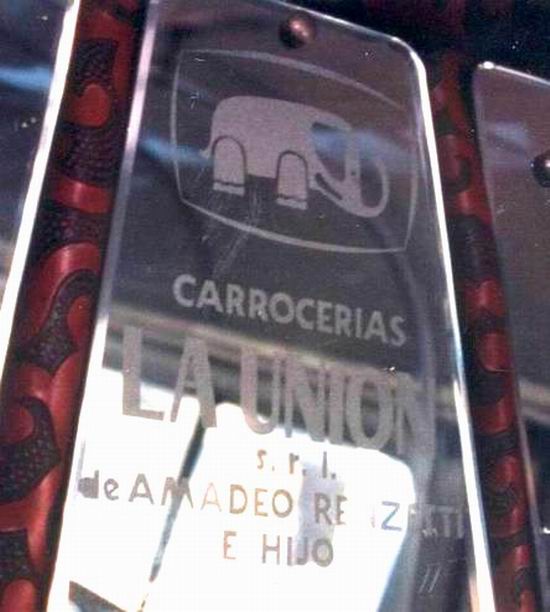 CARROCERIAS
LA UNION
s. r. l.
de AMADEO
E HIJO